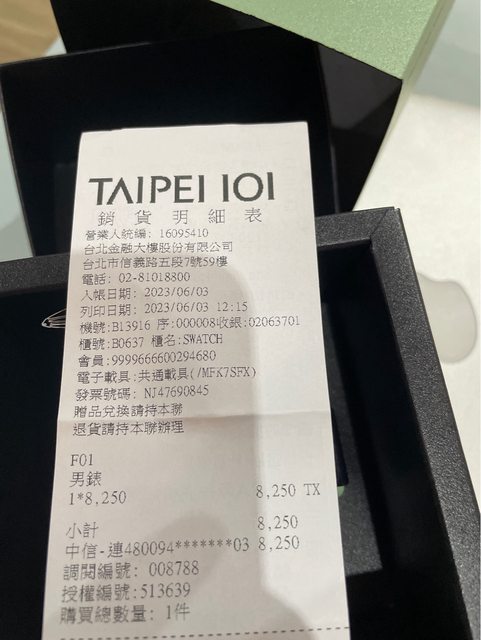 TAIPEI 101
銷貨明細表
營業人統編: 16095410
台北金融大樓股份有限公司
台北市信義路五段7號59樓
電話: 02-81018800
入帳日期: 2023/06/03
列印日期: 2023/06/03 12:15
機號:B13916 序:000008收銀:02063701
櫃號:B0637 櫃名:SWATCH
會員:9999666600294680
電子載具:共通載具(/MFK7SFX)
發票號碼: NJ47690845
贈品兌換請持本聯
退貨請持本聯辦理
F01
男錶
1*8,250 8,250 TX
小計 8,250
中信-連480094*******03 8,250
調閱編號: 008788
授權編號:513639
購買總數量: 1件